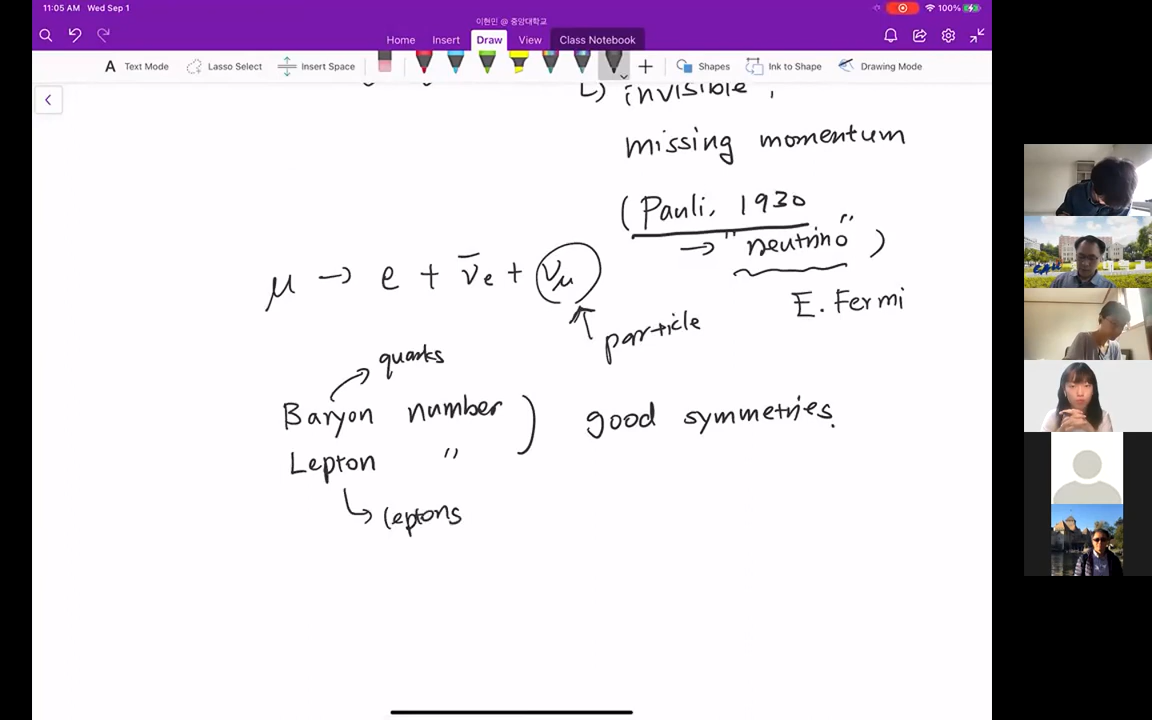 11:05 AM Wed Sep 1
100%
이현민 @ 중앙대학교
Home Insert Draw View Class Notebook
Text Mode Lasso Select Insert Space Shapes Ink to Shape Drawing Mode
invisible,
missing momentum
(Pauli, 1930
→ "neutrino")
E. Fermi
μ → e + ν̄e + νμ
particle
quarks
Baryon number
Lepton "
good symmetries.
leptons